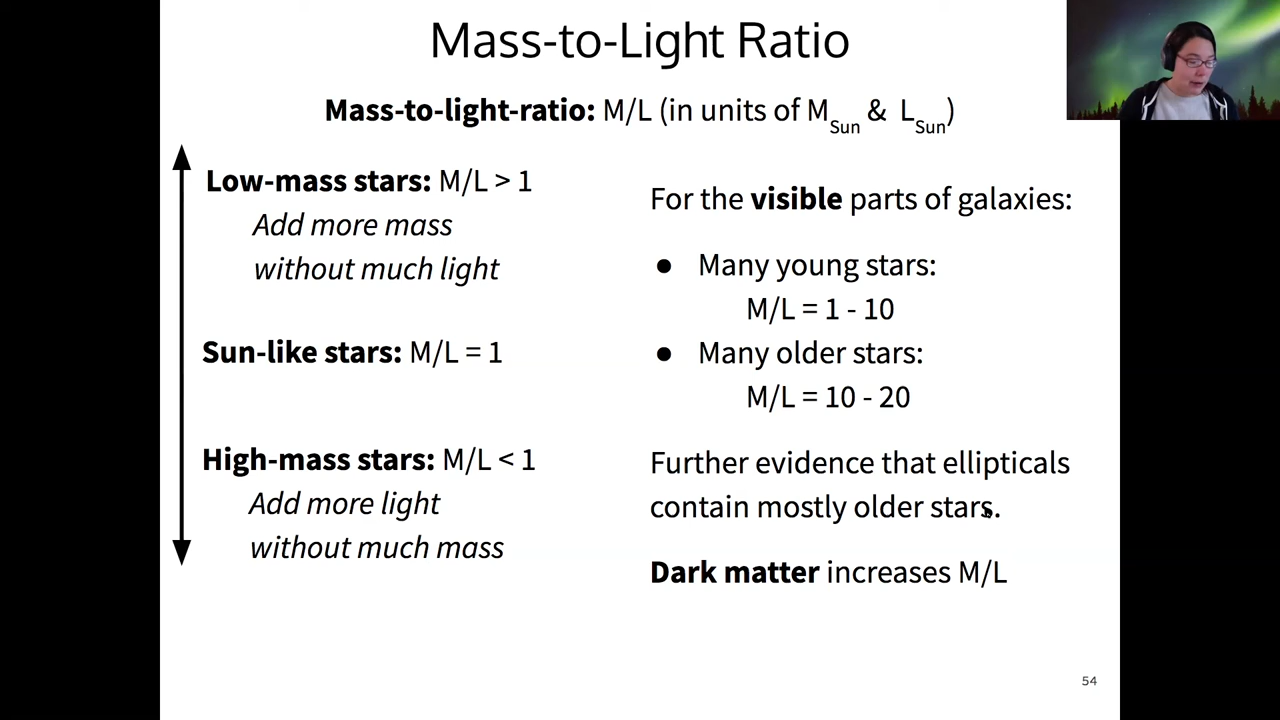 Mass-to-Light Ratio
Mass-to-light-ratio: M/L (in units of M_Sun & L_Sun)
Low-mass stars: M/L > 1
Add more mass
without much light
Sun-like stars: M/L = 1
High-mass stars: M/L < 1
Add more light
without much mass
For the visible parts of galaxies:
● Many young stars:
M/L = 1 - 10
● Many older stars:
M/L = 10 - 20
Further evidence that ellipticals
contain mostly older stars.
Dark matter increases M/L
54